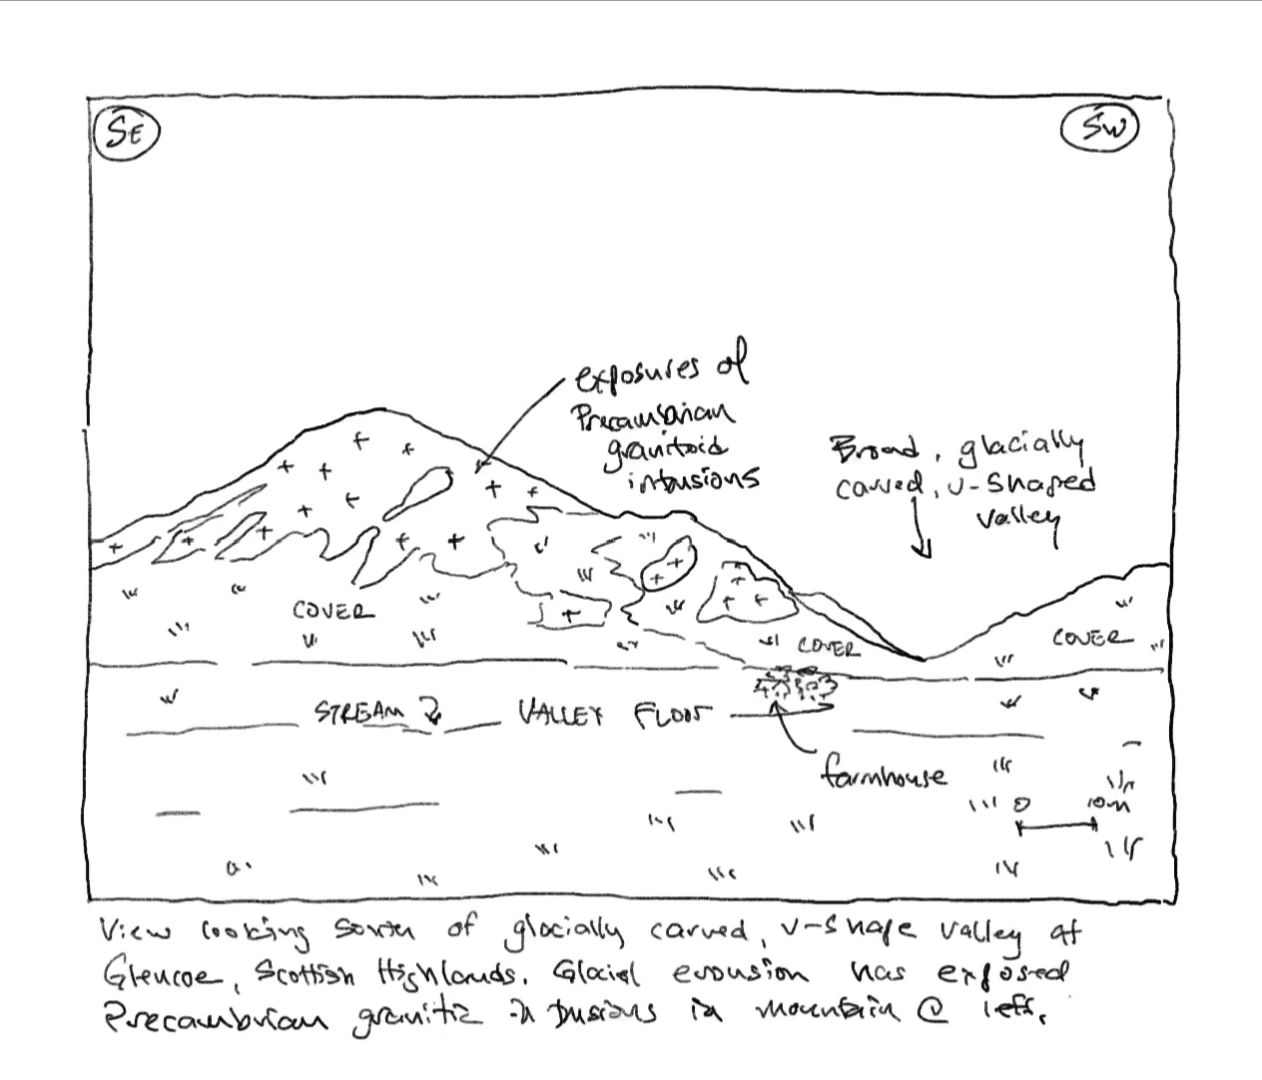 SE
SW
exposures of
Precambrian
granitoid
intrusions
Broad, glacially
carved, U-shaped
valley
COVER
COVER
COVER
STREAM
VALLEY FLOOR
farmhouse
0 10m
View looking south of glacially carved, U-shape valley at
Glencoe, Scottish Highlands. Glacial erousion has exposed
Precambrian granitic intrusions in mountain @ left.